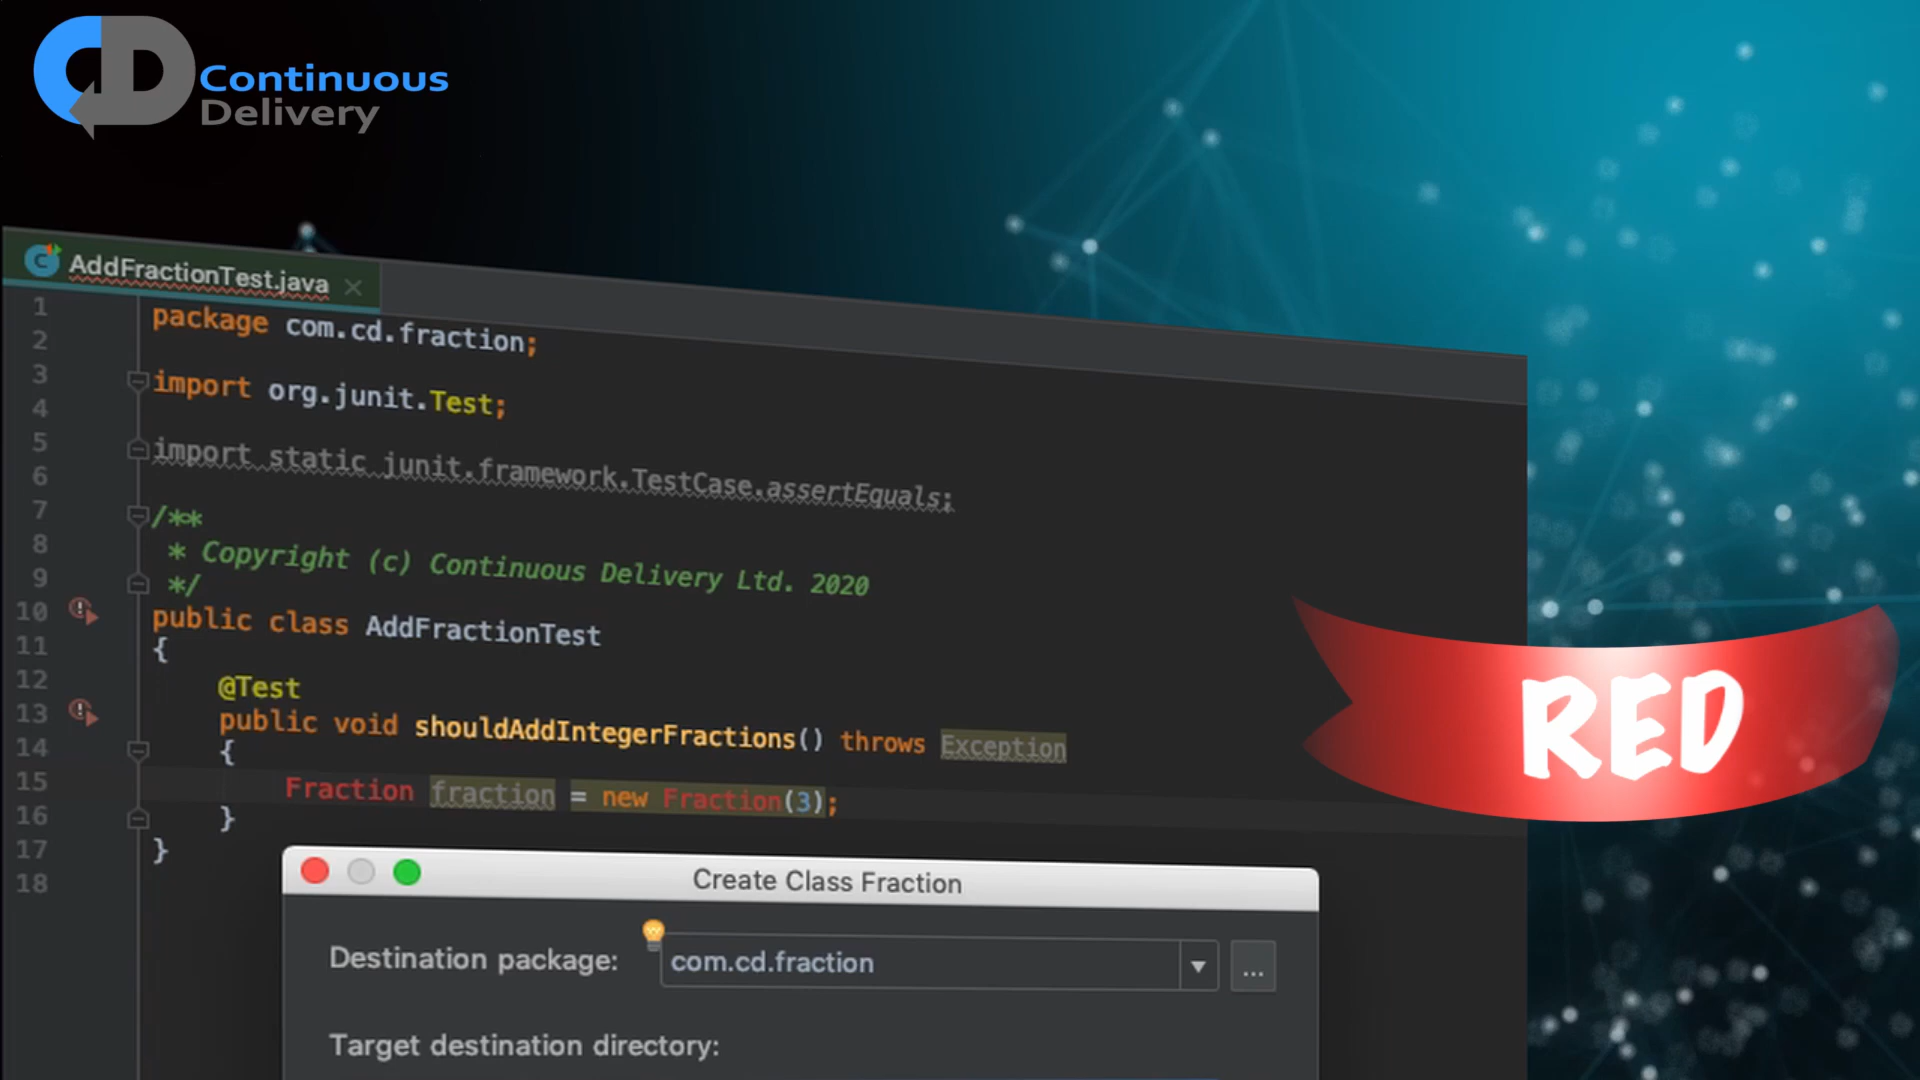 Continuous
Delivery
AddFractionTest.java
1 package com.cd.fraction;
2
3 import org.junit.Test;
4
5 import static junit.framework.TestCase.assertEquals;
6
7 /**
8 * Copyright (c) Continuous Delivery Ltd. 2020
9 */
10 public class AddFractionTest
11 {
12 @Test
13 public void shouldAddIntegerFractions() throws Exception
14 {
15 Fraction fraction = new Fraction(3);
16 }
17 }
18
RED
Create Class Fraction
Destination package: com.cd.fraction ...
Target destination directory: